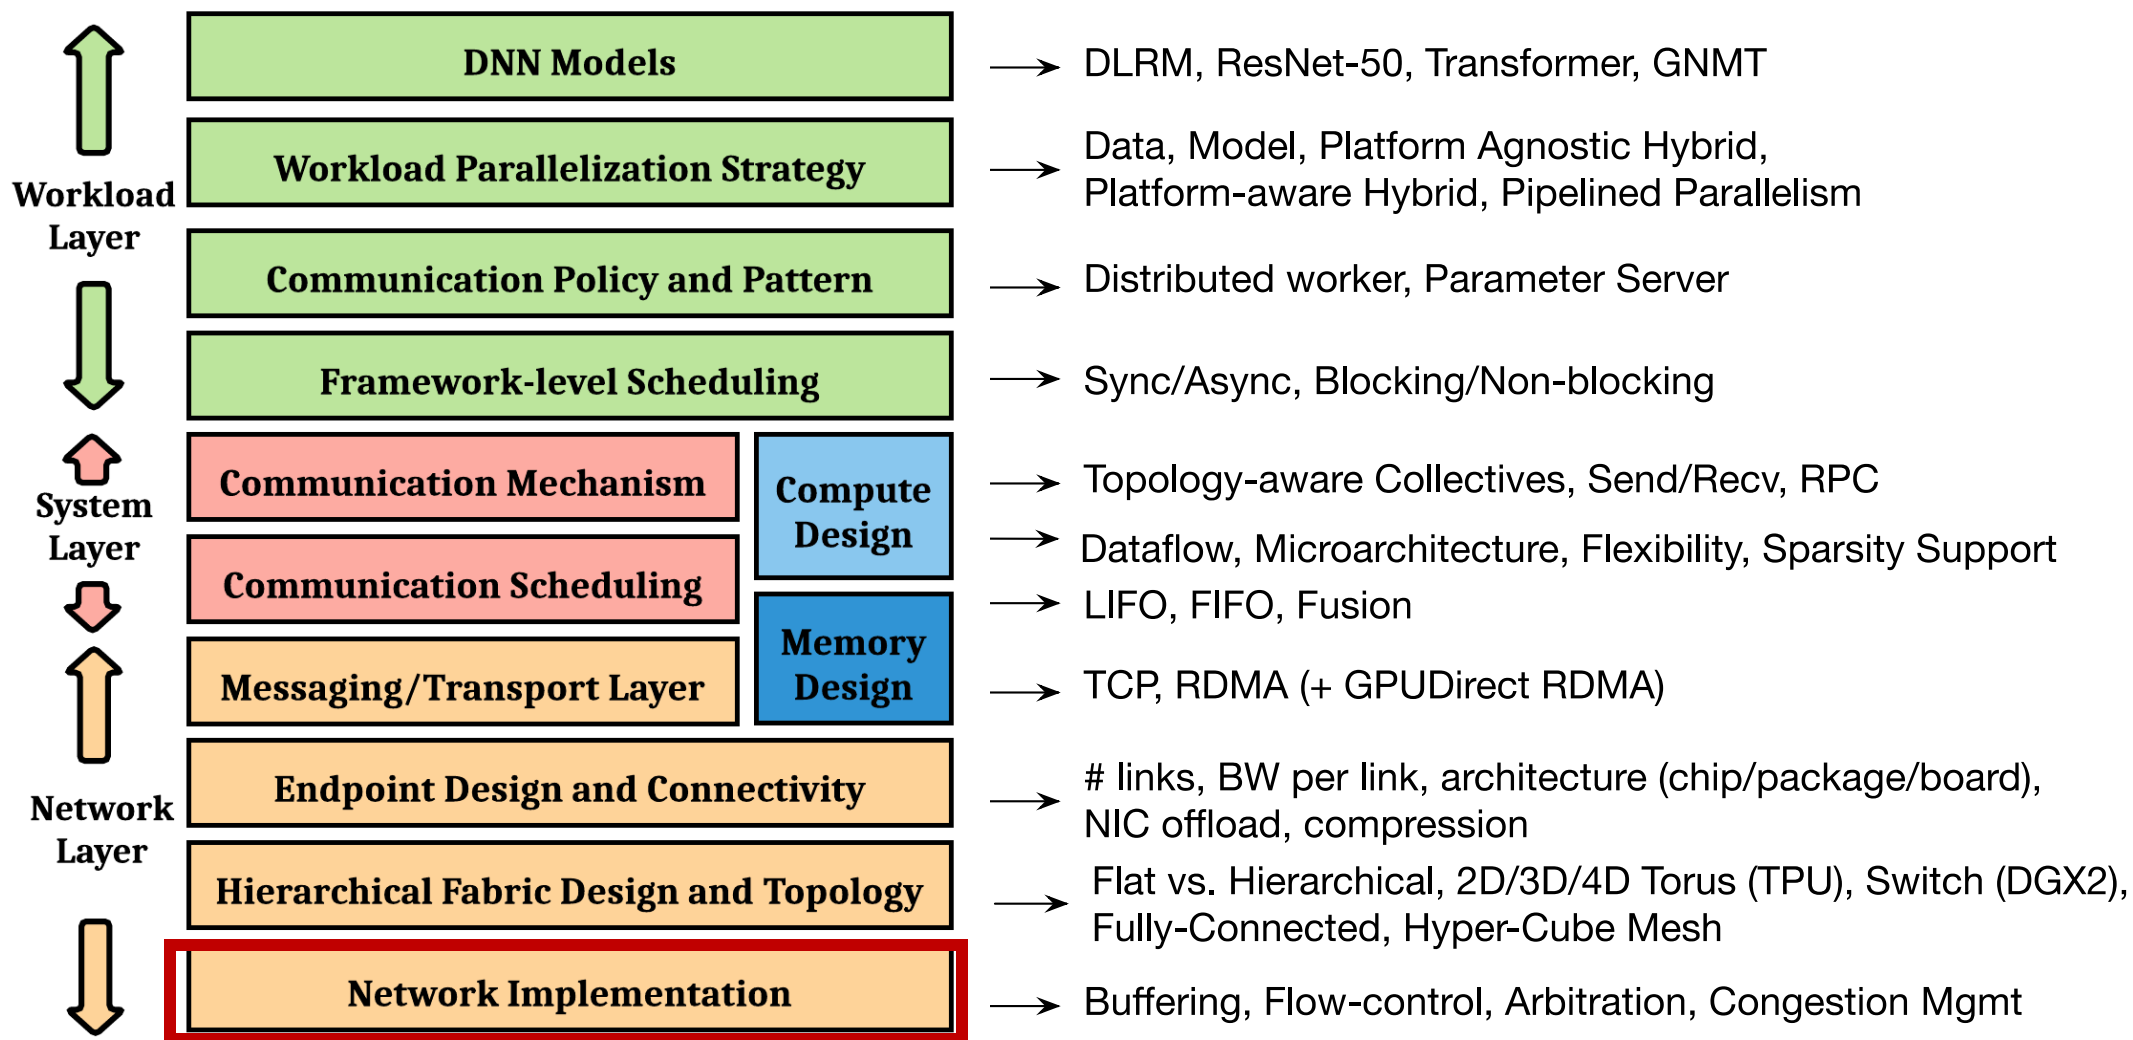 DNN Models
DLRM, ResNet-50, Transformer, GNMT
Workload Parallelization Strategy
Data, Model, Platform Agnostic Hybrid,
Platform-aware Hybrid, Pipelined Parallelism
Workload
Layer
Communication Policy and Pattern
Distributed worker, Parameter Server
Framework-level Scheduling
Sync/Async, Blocking/Non-blocking
System
Layer
Communication Mechanism
Compute
Design
Topology-aware Collectives, Send/Recv, RPC
Dataflow, Microarchitecture, Flexibility, Sparsity Support
Communication Scheduling
LIFO, FIFO, Fusion
Memory
Design
Messaging/Transport Layer
TCP, RDMA (+ GPUDirect RDMA)
Network
Layer
Endpoint Design and Connectivity
# links, BW per link, architecture (chip/package/board),
NIC offload, compression
Hierarchical Fabric Design and Topology
Flat vs. Hierarchical, 2D/3D/4D Torus (TPU), Switch (DGX2),
Fully-Connected, Hyper-Cube Mesh
Network Implementation
Buffering, Flow-control, Arbitration, Congestion Mgmt